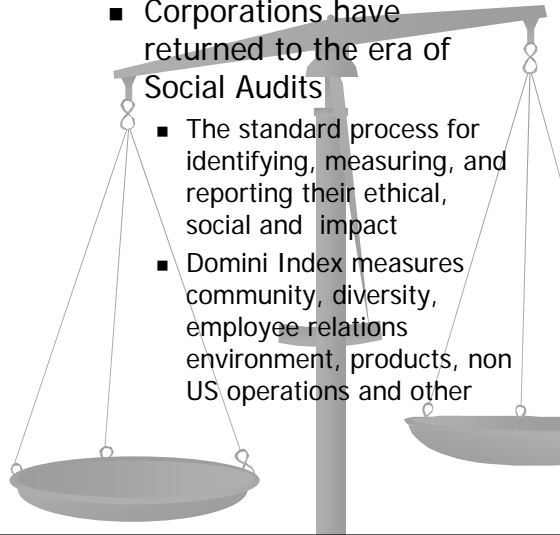 ▪ Corporations have
returned to the era of
Social Audits
▪ The standard process for
identifying, measuring, and
reporting their ethical,
social and impact
▪ Domini Index measures
community, diversity,
employee relations
environment, products, non
US operations and other